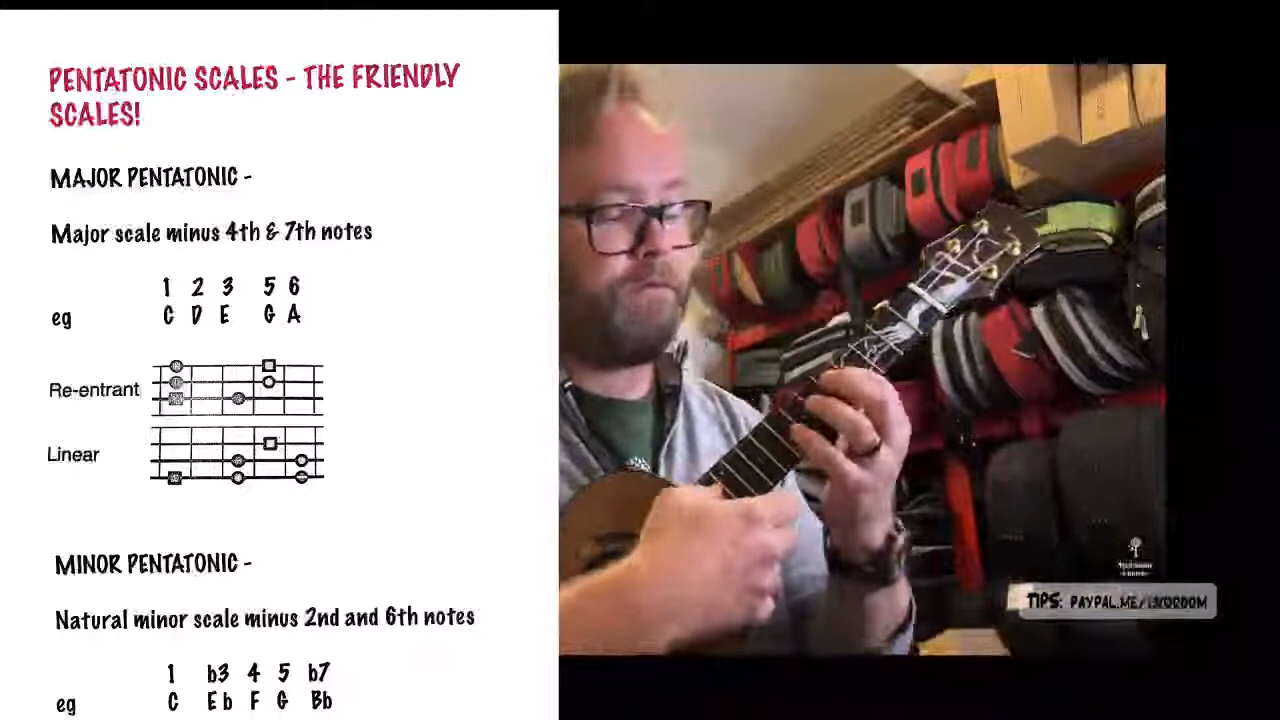 PENTATONIC SCALES - THE FRIENDLY
SCALES!
MAJOR PENTATONIC -
Major scale minus 4th & 7th notes
1 2 3 5 6
eg C D E G A
Re-entrant
Linear
MINOR PENTATONIC -
Natural minor scale minus 2nd and 6th notes
1 b3 4 5 b7
eg C Eb F G Bb
TIPS: